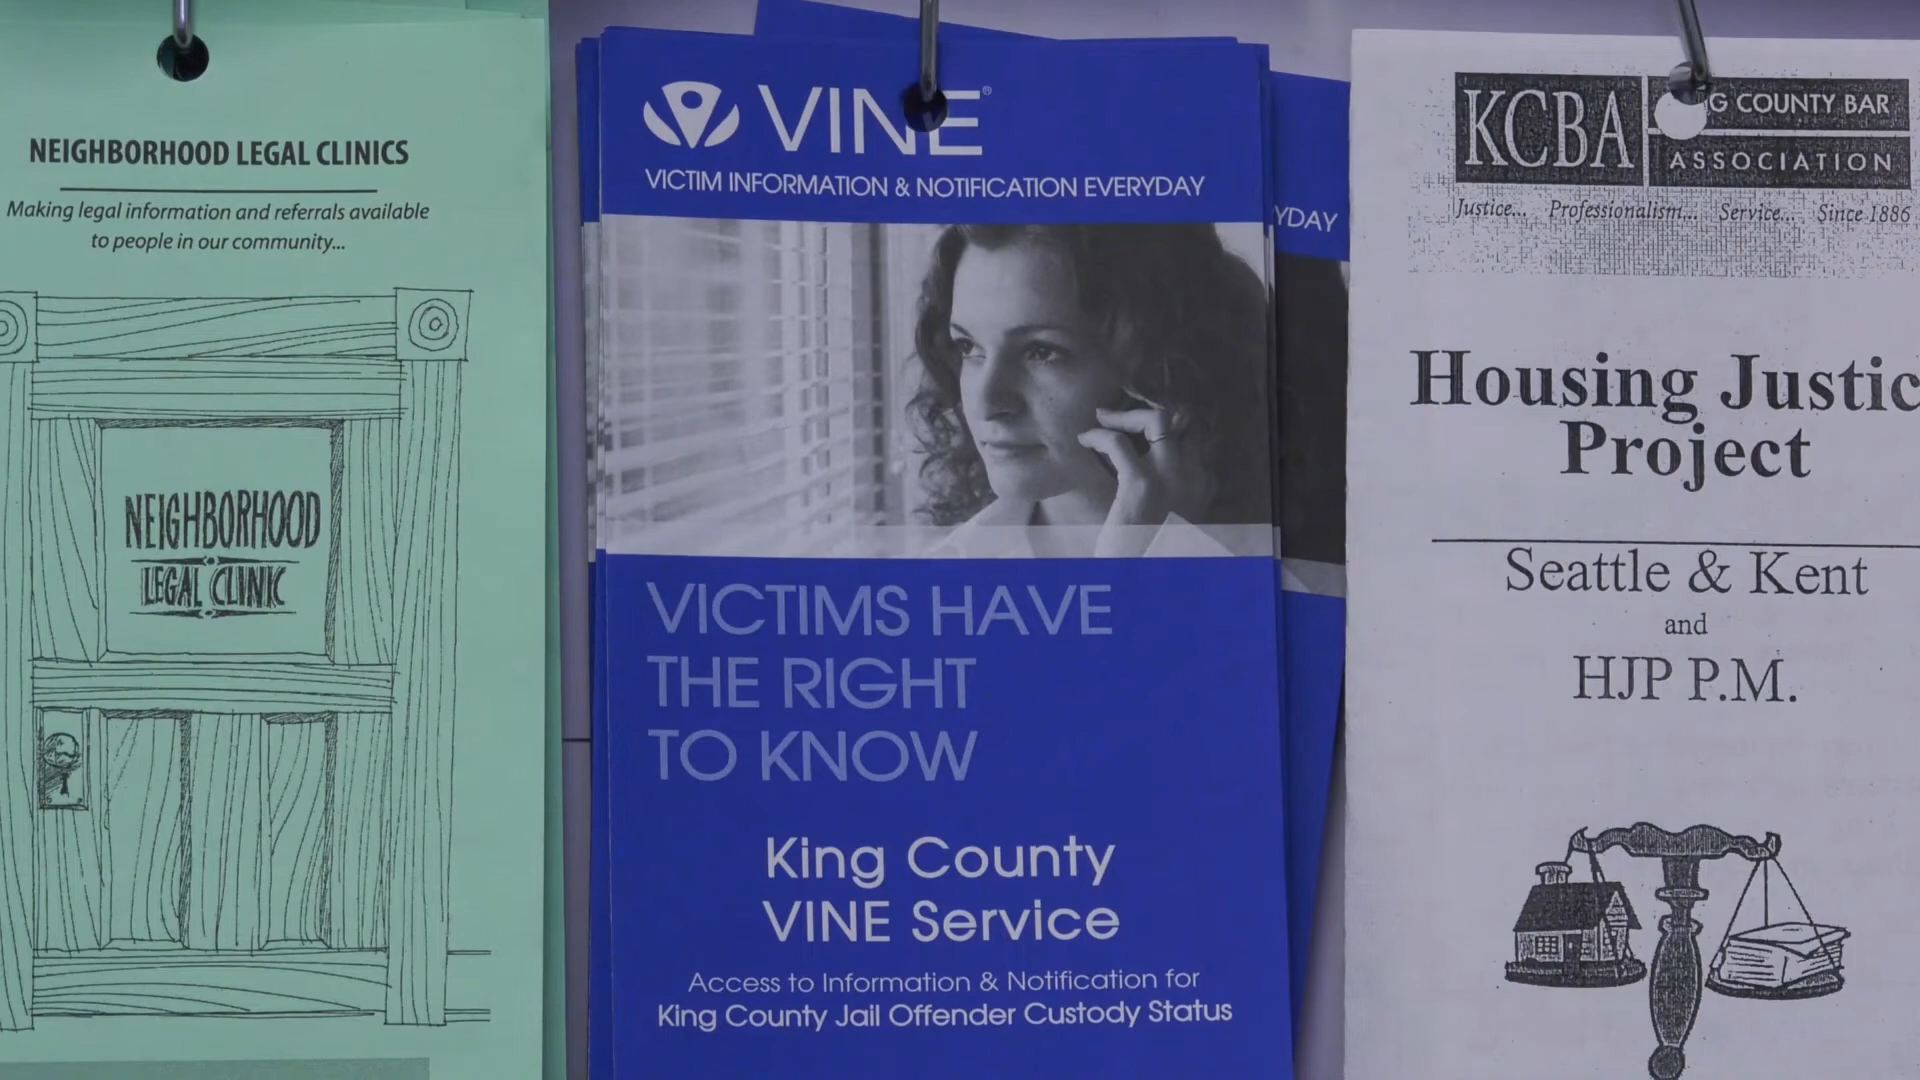 NEIGHBORHOOD LEGAL CLINICS
Making legal information and referrals available
to people in our community...
NEIGHBORHOOD
LEGAL CLINIC
VINE®
VICTIM INFORMATION & NOTIFICATION EVERYDAY
VICTIMS HAVE
THE RIGHT
TO KNOW
King County
VINE Service
Access to Information & Notification for
King County Jail Offender Custody Status
YDAY
KCBA
G COUNTY BAR
ASSOCIATION
Justice... Professionalism... Service... Since 1886
Housing Justic
Project
Seattle & Kent
and
HJP P.M.